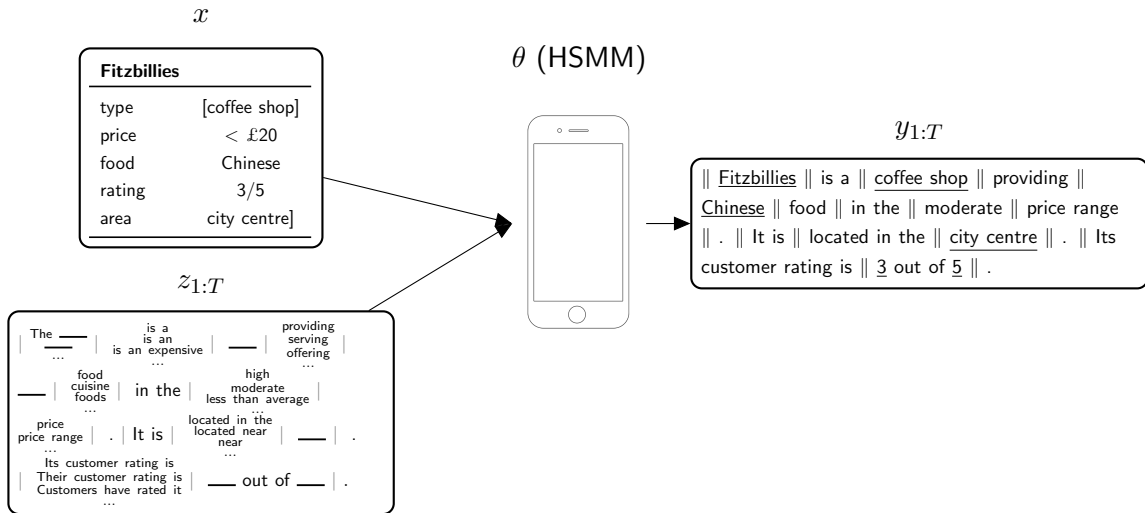 x
Fitzbillies
type [coffee shop]
price < £20
food Chinese
rating 3/5
area city centre]
z1:T
| The ___ | is a | ___ | providing |
___ is an serving
... is an expensive offering
... ...
___ | food | in the | high |
cuisine moderate
foods less than average
... ...
price | . | It is | located in the | ___ | .
price range located near
... near
...
| Its customer rating is | ___ out of ___ | .
Their customer rating is
Customers have rated it
...
θ (HSMM)
y1:T
‖ Fitzbillies ‖ is a ‖ coffee shop ‖ providing ‖
Chinese ‖ food ‖ in the ‖ moderate ‖ price range
‖ . ‖ It is ‖ located in the ‖ city centre ‖ . ‖ Its
customer rating is ‖ 3 out of 5 ‖ .